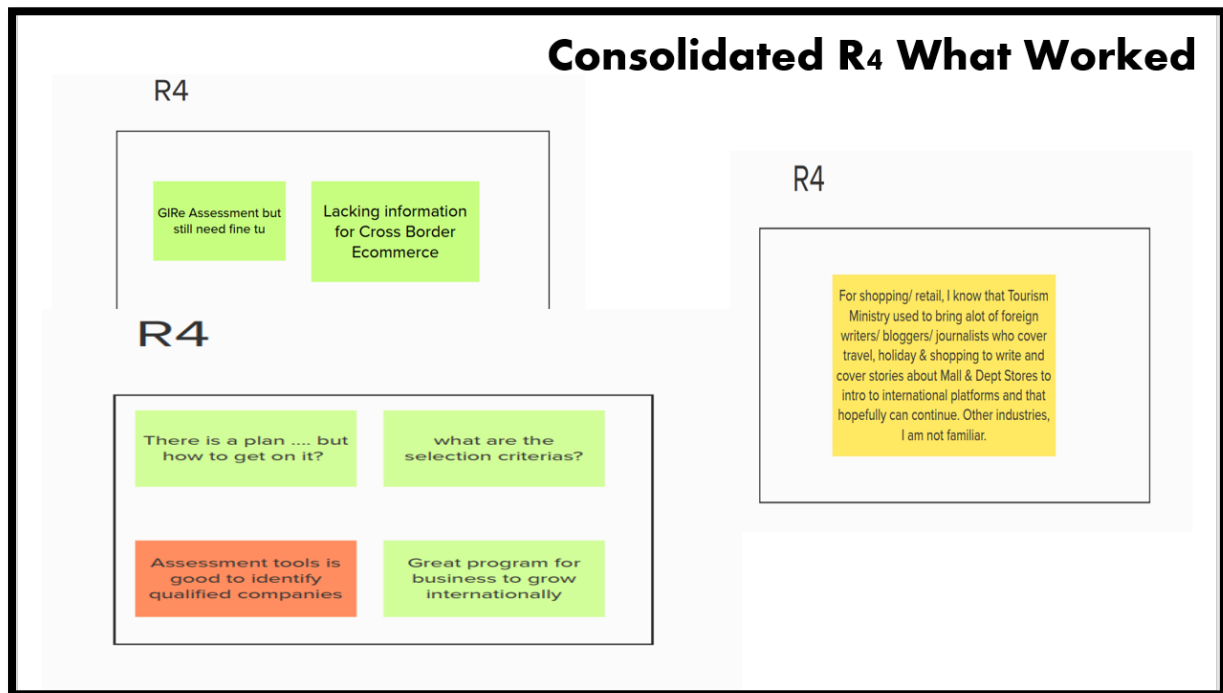 Consolidated R4 What Worked
R4
GIRe Assessment but
still need fine tu
Lacking information
for Cross Border
Ecommerce
R4
For shopping/ retail, I know that Tourism
Ministry used to bring alot of foreign
writers/ bloggers/ journalists who cover
travel, holiday & shopping to write and
cover stories about Mall & Dept Stores to
intro to international platforms and that
hopefully can continue. Other industries,
I am not familiar.
R4
There is a plan .... but
how to get on it?
what are the
selection criterias?
Assessment tools is
good to identify
qualified companies
Great program for
business to grow
internationally